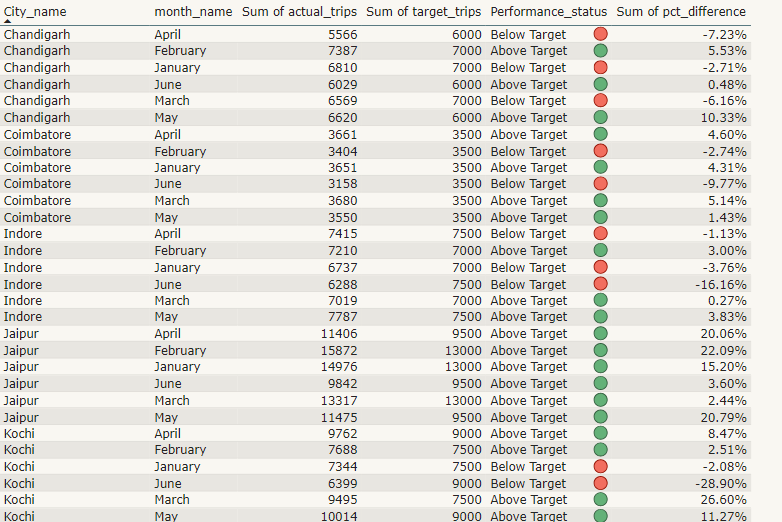 City_name month_name Sum of actual_trips Sum of target_trips Performance_status Sum of pct_difference
Chandigarh April 5566 6000 Below Target -7.23%
Chandigarh February 7387 7000 Above Target 5.53%
Chandigarh January 6810 7000 Below Target -2.71%
Chandigarh June 6029 6000 Above Target 0.48%
Chandigarh March 6569 7000 Below Target -6.16%
Chandigarh May 6620 6000 Above Target 10.33%
Coimbatore April 3661 3500 Above Target 4.60%
Coimbatore February 3404 3500 Below Target -2.74%
Coimbatore January 3651 3500 Above Target 4.31%
Coimbatore June 3158 3500 Below Target -9.77%
Coimbatore March 3680 3500 Above Target 5.14%
Coimbatore May 3550 3500 Above Target 1.43%
Indore April 7415 7500 Below Target -1.13%
Indore February 7210 7000 Above Target 3.00%
Indore January 6737 7000 Below Target -3.76%
Indore June 6288 7500 Below Target -16.16%
Indore March 7019 7000 Above Target 0.27%
Indore May 7787 7500 Above Target 3.83%
Jaipur April 11406 9500 Above Target 20.06%
Jaipur February 15872 13000 Above Target 22.09%
Jaipur January 14976 13000 Above Target 15.20%
Jaipur June 9842 9500 Above Target 3.60%
Jaipur March 13317 13000 Above Target 2.44%
Jaipur May 11475 9500 Above Target 20.79%
Kochi April 9762 9000 Above Target 8.47%
Kochi February 7688 7500 Above Target 2.51%
Kochi January 7344 7500 Below Target -2.08%
Kochi June 6399 9000 Below Target -28.90%
Kochi March 9495 7500 Above Target 26.60%
Kochi May 10014 9000 Above Target 11.27%